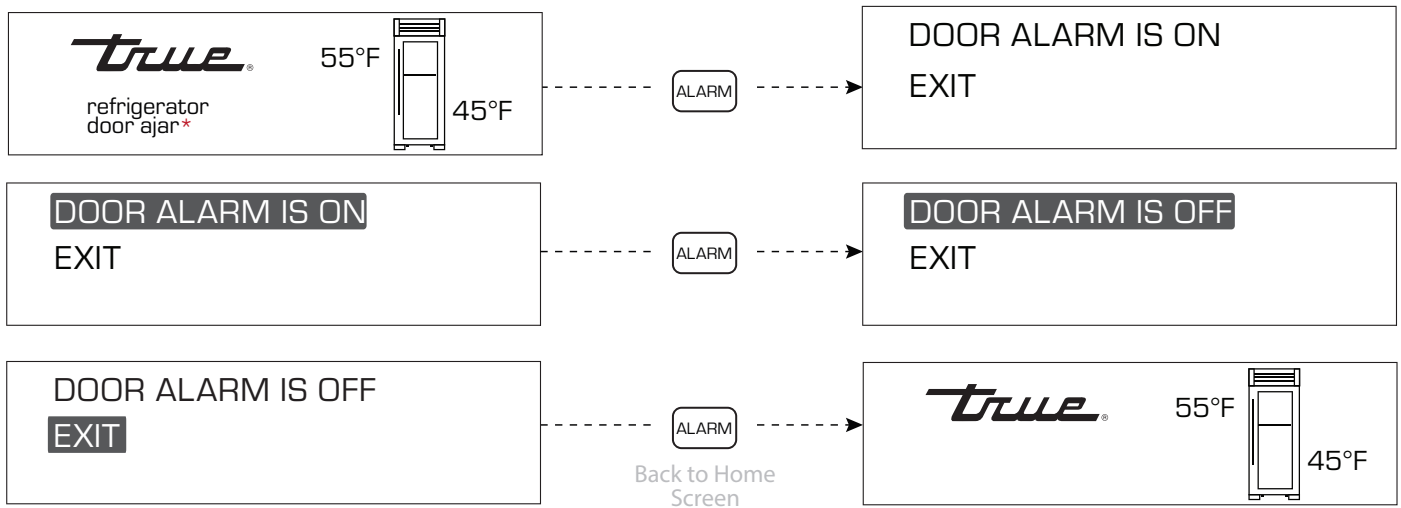 true®
55°F
refrigerator
door ajar*
45°F
ALARM
DOOR ALARM IS ON
EXIT
DOOR ALARM IS ON
EXIT
ALARM
DOOR ALARM IS OFF
EXIT
DOOR ALARM IS OFF
EXIT
ALARM
Back to Home
Screen
true®
55°F
45°F